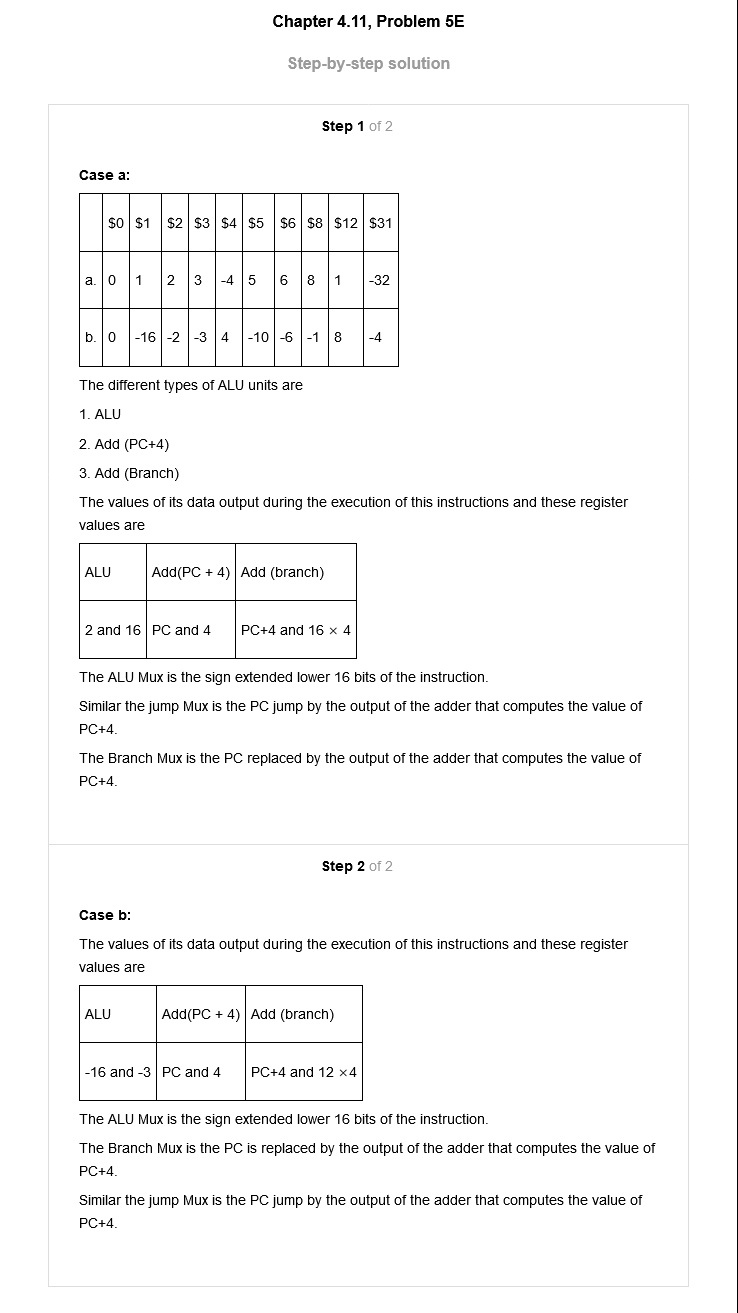 Chapter 4.11, Problem 5E
Step-by-step solution
Step 1 of 2
Case a:
$0 $1 $2 $3 $4 $5 $6 $8 $12 $31
a. 0 1 2 3 -4 5 6 8 1 -32
b. 0 -16 -2 -3 4 -10 -6 -1 8 -4
The different types of ALU units are
1. ALU
2. Add (PC+4)
3. Add (Branch)
The values of its data output during the execution of this instructions and these register
values are
ALU Add(PC + 4) Add (branch)
2 and 16 PC and 4 PC+4 and 16 × 4
The ALU Mux is the sign extended lower 16 bits of the instruction.
Similar the jump Mux is the PC jump by the output of the adder that computes the value of
PC+4.
The Branch Mux is the PC replaced by the output of the adder that computes the value of
PC+4.
Step 2 of 2
Case b:
The values of its data output during the execution of this instructions and these register
values are
ALU Add(PC + 4) Add (branch)
-16 and -3 PC and 4 PC+4 and 12 ×4
The ALU Mux is the sign extended lower 16 bits of the instruction.
The Branch Mux is the PC is replaced by the output of the adder that computes the value of
PC+4.
Similar the jump Mux is the PC jump by the output of the adder that computes the value of
PC+4.